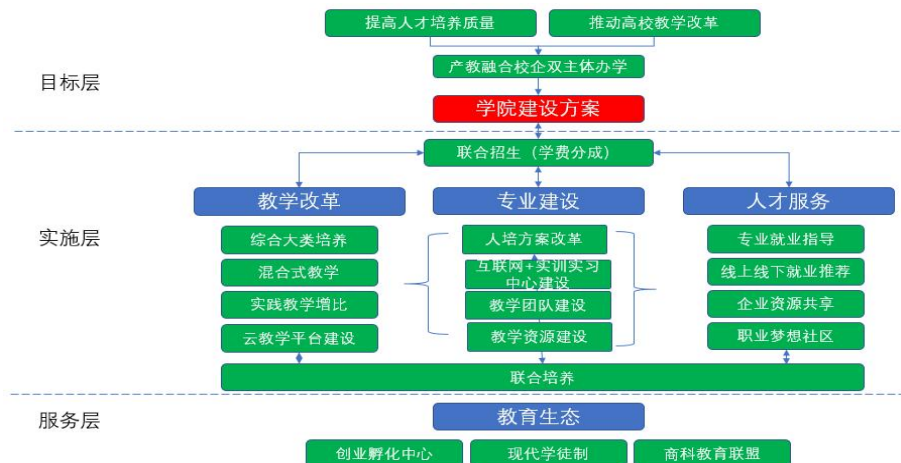 提高人才培养质量
推动高校教学改革
产教融合校企双主体办学
目标层
学院建设方案
联合招生（学费分成）
教学改革
专业建设
人才服务
实施层
综合大类培养
混合式教学
实践教学增比
云教学平台建设
人培方案改革
互联网+实训实习
中心建设
教学团队建设
教学资源建设
专业就业指导
线上线下就业推荐
企业资源共享
职业梦想社区
联合培养
服务层
教育生态
创业孵化中心
现代学徒制
商科教育联盟